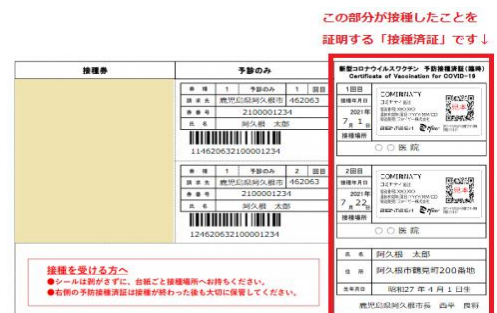 この部分が接種したことを
証明する「接種済証」です↓
接種券
予診のみ
新型コロナウイルスワクチン 予防接種済証(臨時)
Certificate of Vaccination for COVID-19
券種 1 予診のみ 1 回目
請求先 鹿児島県阿久根市 462063
券番号 2100001234
氏名 阿久根 太郎
114620632100001234
券種 1 予診のみ 2 回目
請求先 鹿児島県阿久根市 462063
券番号 2100001234
氏名 阿久根 太郎
124620632100001234
1回目
接種年月日
2021年
7月1日
接種場所
COMIRNATY
見本
〇〇医院
2回目
接種年月日
2021年
7月22日
接種場所
COMIRNATY
見本
〇〇医院
氏名 阿久根 太郎
住所 阿久根市鶴見町200番地
生年月日 昭和27年4月1日生
鹿児島県阿久根市長 西平 良将
接種を受ける方へ
●シールは剥がさずに、台紙ごと接種場所へお持ちください。
●右側の予防接種済証は接種が終わった後も大切に保管してください。